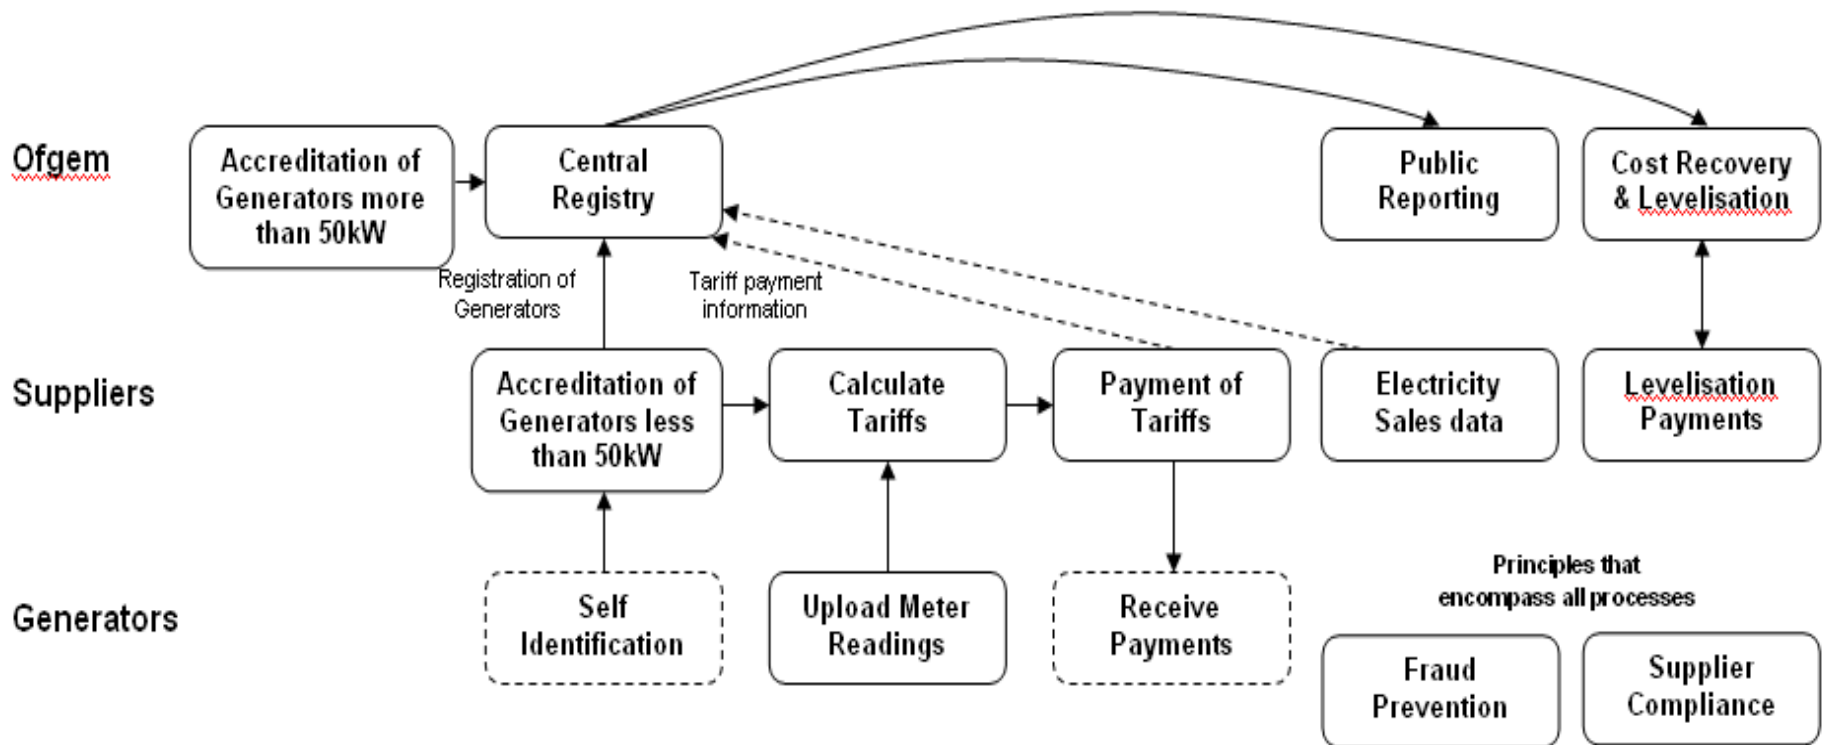 Ofgem
Accreditation of
Generators more
than 50kW
Central
Registry
Public
Reporting
Cost Recovery
& Levelisation
Registration of
Generators
Tariff payment
information
Suppliers
Accreditation of
Generators less
than 50kW
Calculate
Tariffs
Payment of
Tariffs
Electricity
Sales data
Levelisation
Payments
Generators
Self
Identification
Upload Meter
Readings
Receive
Payments
Principles that
encompass all processes
Fraud
Prevention
Supplier
Compliance